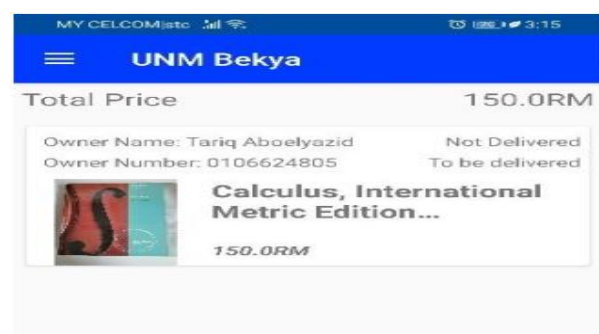 MY CELCOM|stc 3:15
UNM Bekya
Total Price 150.0RM
Owner Name: Tariq Aboelyazid Not Delivered
Owner Number: 0106624805 To be delivered
Calculus, International
Metric Edition...
150.0RM